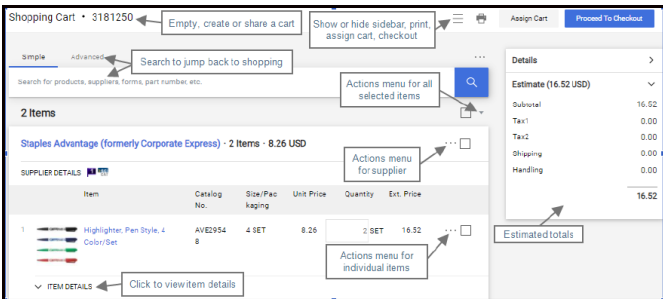 Shopping Cart • 3181250
Empty, create or share a cart
Show or hide sidebar, print,
assign cart, checkout
Assign Cart
Proceed To Checkout
Simple
Advanced
Search to jump back to shopping
Search for products, suppliers, forms, part number, etc.
Actions menu for all
selected items
2 Items
Details
Estimate (16.52 USD)
Subtotal 16.52
Tax1 0.00
Tax2 0.00
Shipping 0.00
Handling 0.00
16.52
Estimated totals
Staples Advantage (formerly Corporate
Express) · 2 Items · 8.26
USD
Actions menu
for supplier
SUPPLIER DETAILS
Item
Catalog
No.
Size/Pac
kaging
Unit Price
Quantity
Ext. Price
1
Highlighter, Pen Style, 4
Color/Set
AVE2954
8
4 SET
8.26
2 SET
16.52
Actions menu for
individual items
ITEM DETAILS
Click to view item details